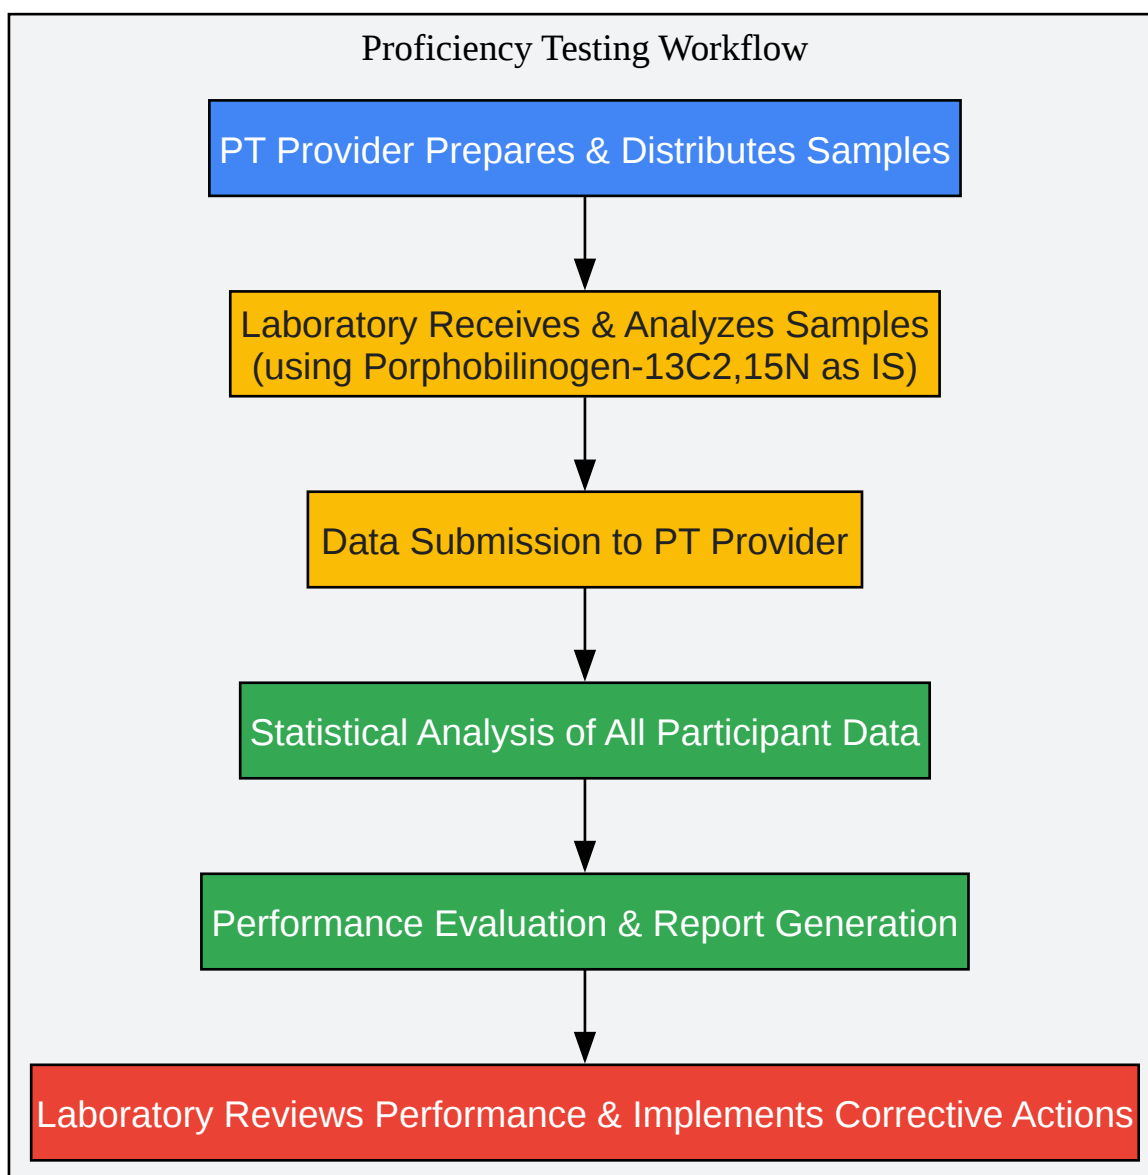 Proficiency Testing Workflow
PT Provider Prepares & Distributes Samples
Laboratory Receives & Analyzes Samples
(using Porphobilinogen-13C2,15N as IS)
Data Submission to PT Provider
Statistical Analysis of All Participant Data
Performance Evaluation & Report Generation
Laboratory Reviews Performance & Implements Corrective Actions